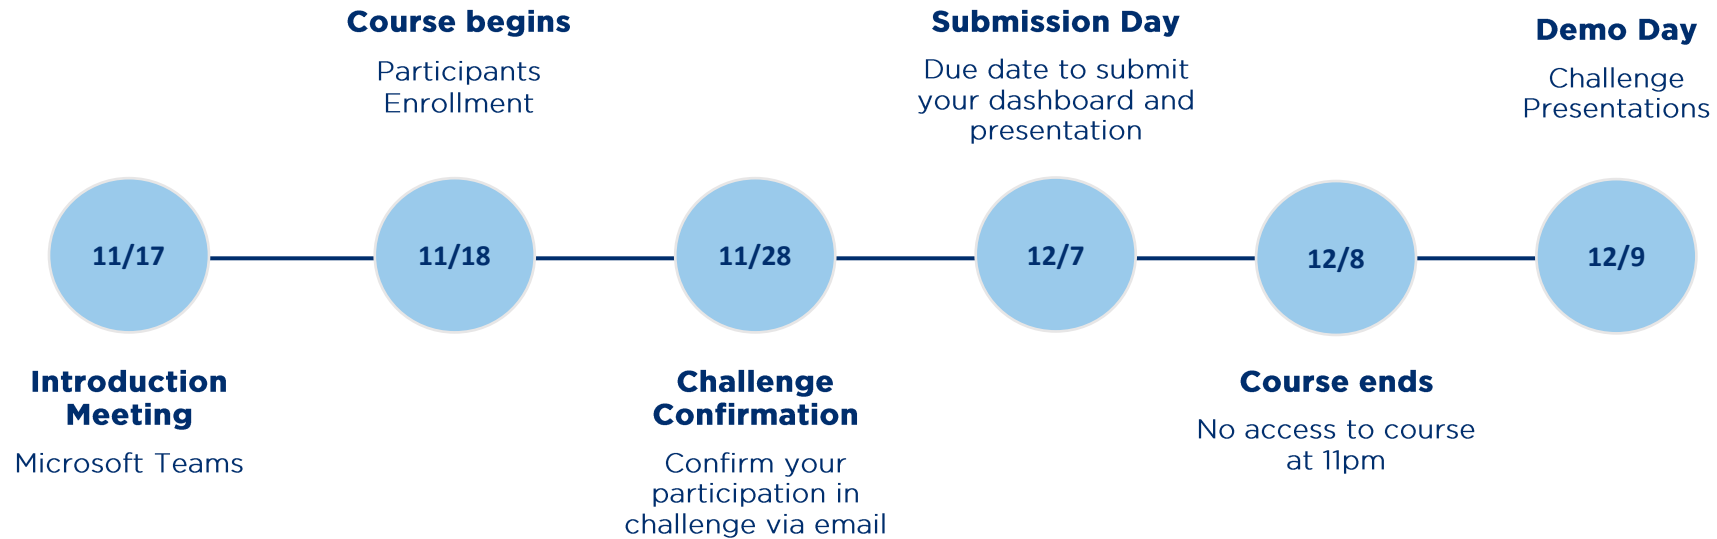 Course begins
Participants
Enrollment
Submission Day
Due date to submit
your dashboard and
presentation
Demo Day
Challenge
Presentations
11/17
11/18
11/28
12/7
12/8
12/9
Introduction
Meeting
Microsoft Teams
Challenge
Confirmation
Confirm your
participation in
challenge via email
Course ends
No access to course
at 11pm